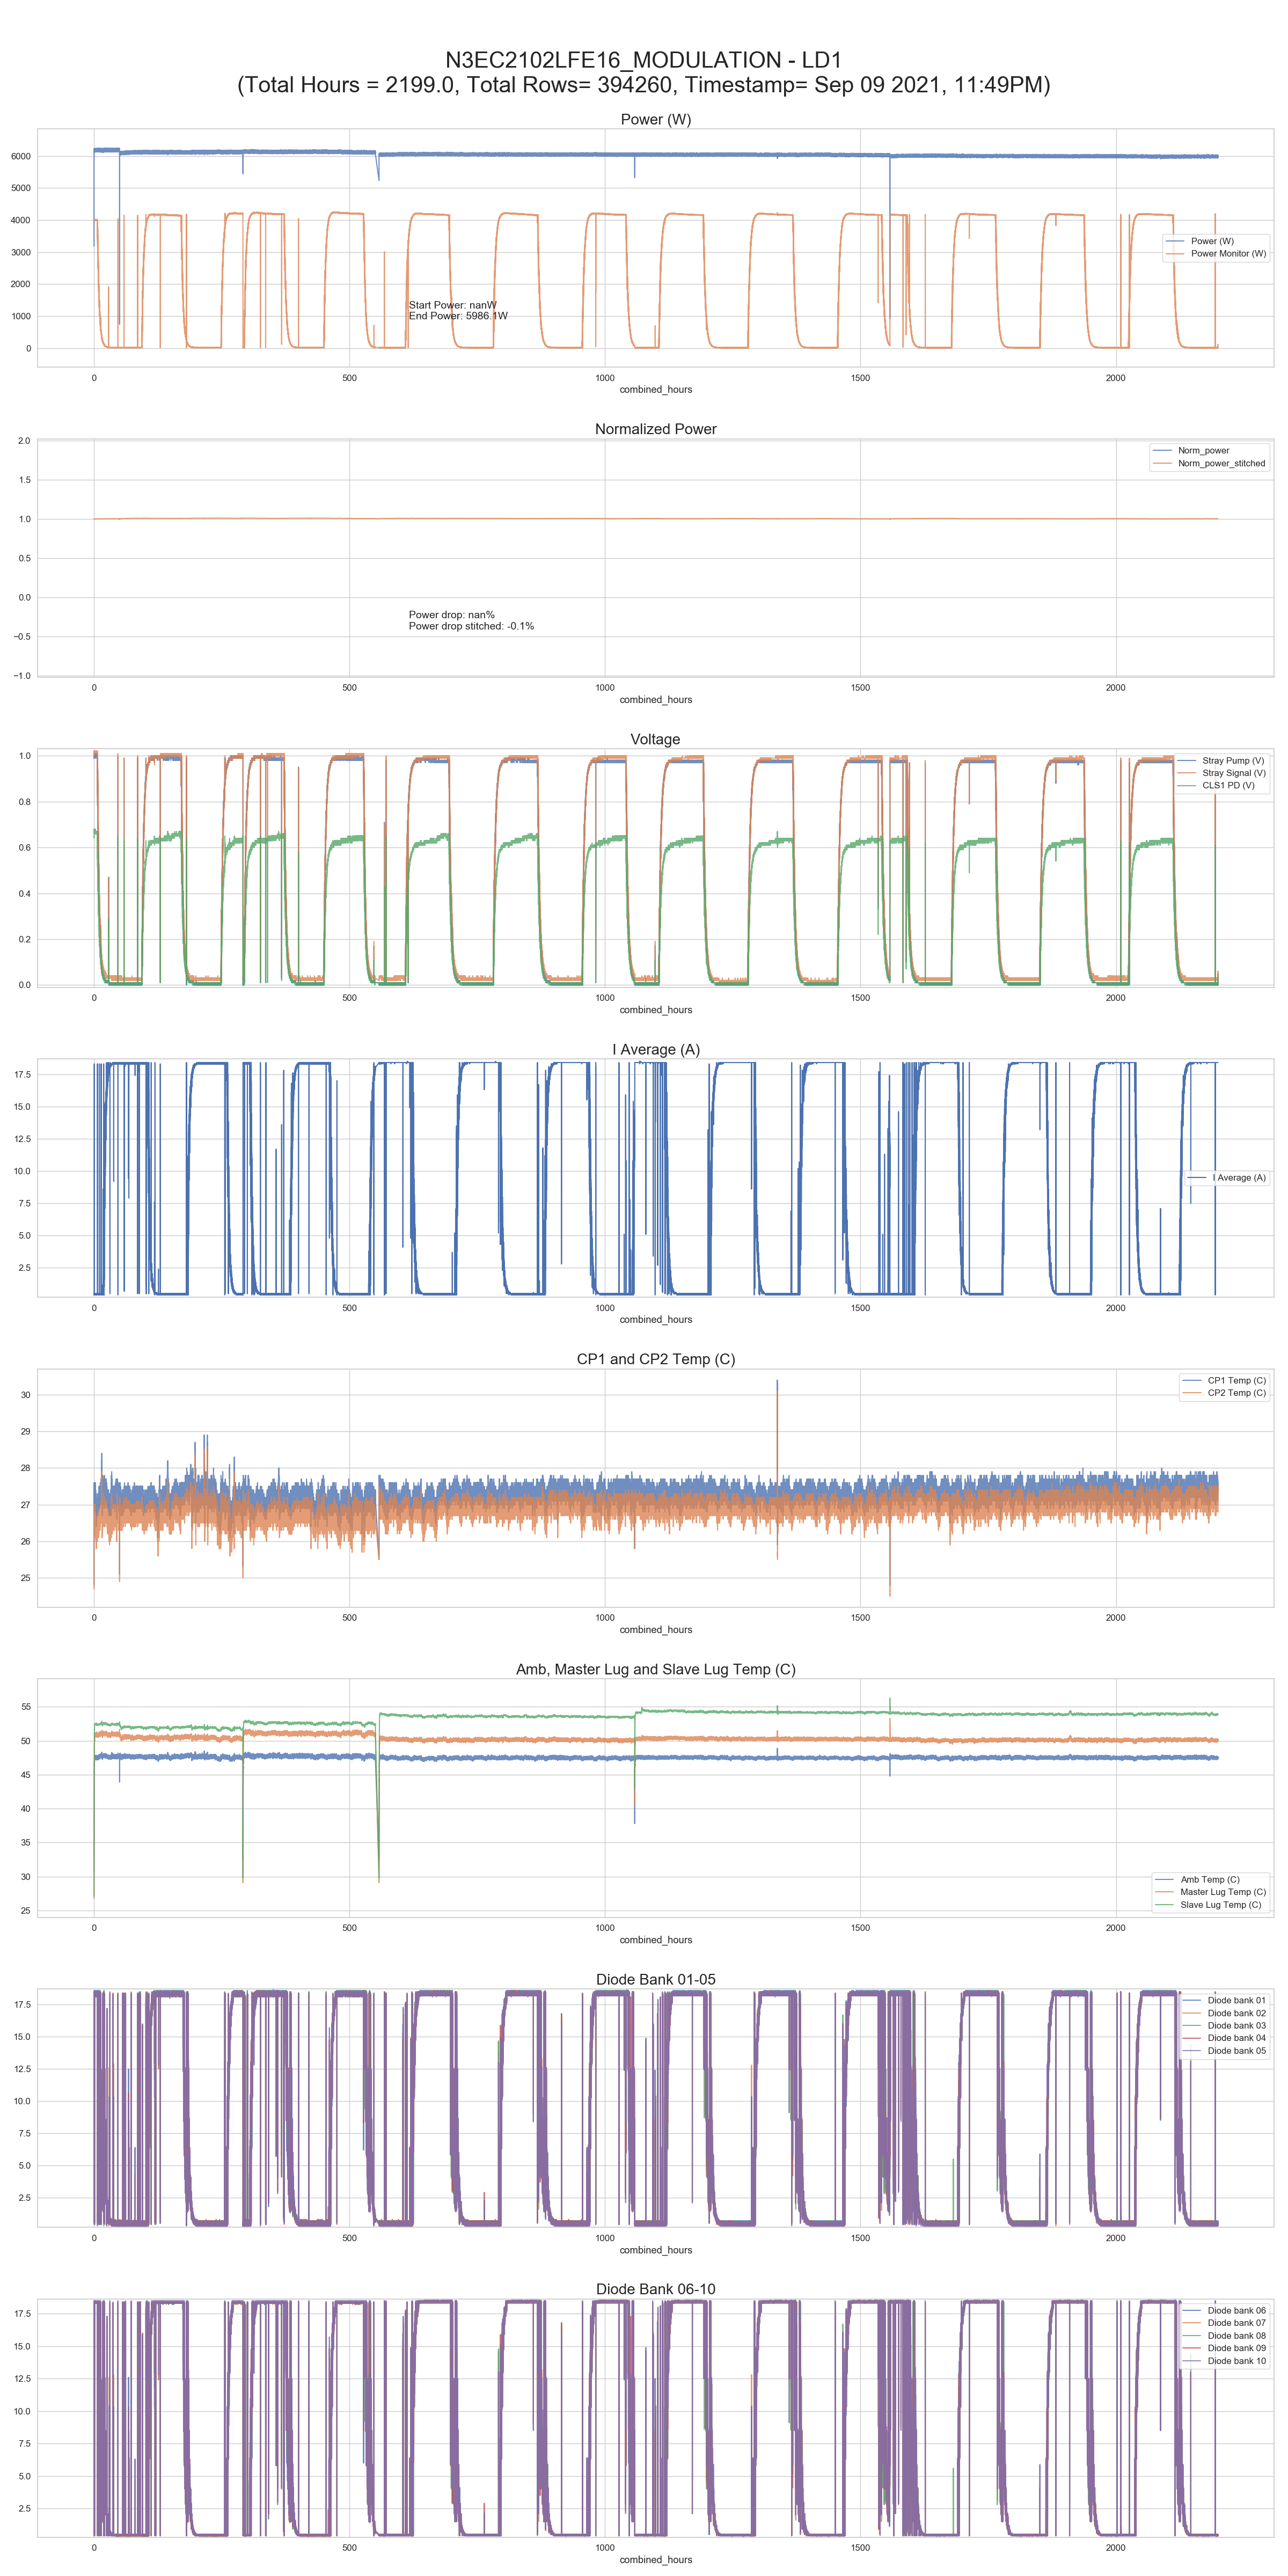 N3EC2102LFE16_MODULATION - LD1
(Total Hours = 2199.0, Total Rows= 394260, Timestamp= Sep 09 2021, 11:49PM)
Power (W)
6000
5000
4000
3000
2000
1000
0
Power (W)
Power Monitor (W)
Start Power: nanW
End Power: 5986.1W
0 500 1000 1500 2000
combined_hours
Normalized Power
2.0
1.5
1.0
0.5
0.0
−0.5
−1.0
Norm_power
Norm_power_stitched
Power drop: nan%
Power drop stitched: -0.1%
0 500 1000 1500 2000
combined_hours
Voltage
1.0
0.8
0.6
0.4
0.2
0.0
Stray Pump (V)
Stray Signal (V)
CLS1 PD (V)
0 500 1000 1500 2000
combined_hours
I Average (A)
17.5
15.0
12.5
10.0
7.5
5.0
2.5
I Average (A)
0 500 1000 1500 2000
combined_hours
CP1 and CP2 Temp (C)
30
29
28
27
26
25
CP1 Temp (C)
CP2 Temp (C)
0 500 1000 1500 2000
combined_hours
Amb, Master Lug and Slave Lug Temp (C)
55
50
45
40
35
30
25
Amb Temp (C)
Master Lug Temp (C)
Slave Lug Temp (C)
0 500 1000 1500 2000
combined_hours
Diode Bank 01-05
17.5
15.0
12.5
10.0
7.5
5.0
2.5
Diode bank 01
Diode bank 02
Diode bank 03
Diode bank 04
Diode bank 05
0 500 1000 1500 2000
combined_hours
Diode Bank 06-10
17.5
15.0
12.5
10.0
7.5
5.0
2.5
Diode bank 06
Diode bank 07
Diode bank 08
Diode bank 09
Diode bank 10
0 500 1000 1500 2000
combined_hours